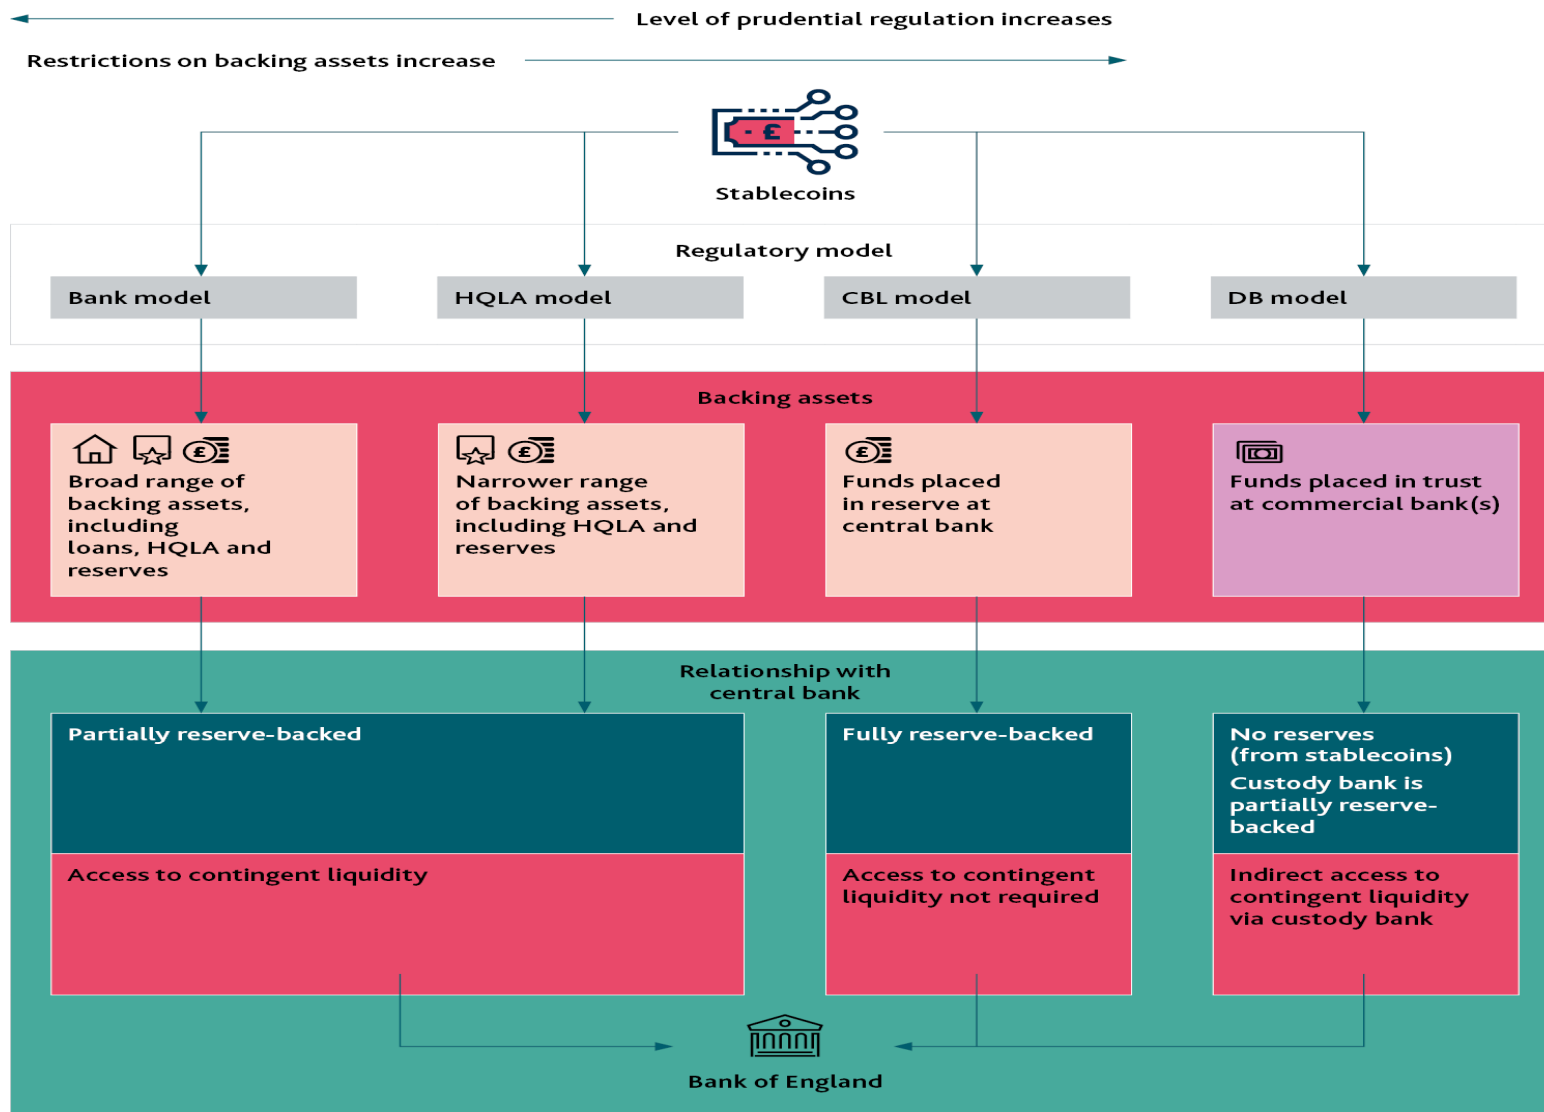 Level of prudential regulation increases
Restrictions on backing assets increase
£
Stablecoins
Regulatory model
Bank model
HQLA model
CBL model
DB model
Backing assets
£
Broad range of
backing assets,
including
loans, HQLA and
reserves
£
Narrower range
of backing assets,
including HQLA and
reserves
£
Funds placed
in reserve at
central bank
Funds placed in trust
at commercial bank(s)
Relationship with
central bank
Partially reserve-backed
Fully reserve-backed
No reserves
(from stablecoins)
Custody bank is
partially reserve-
backed
Access to contingent liquidity
Access to contingent
liquidity not required
Indirect access to
contingent liquidity
via custody bank
Bank of England